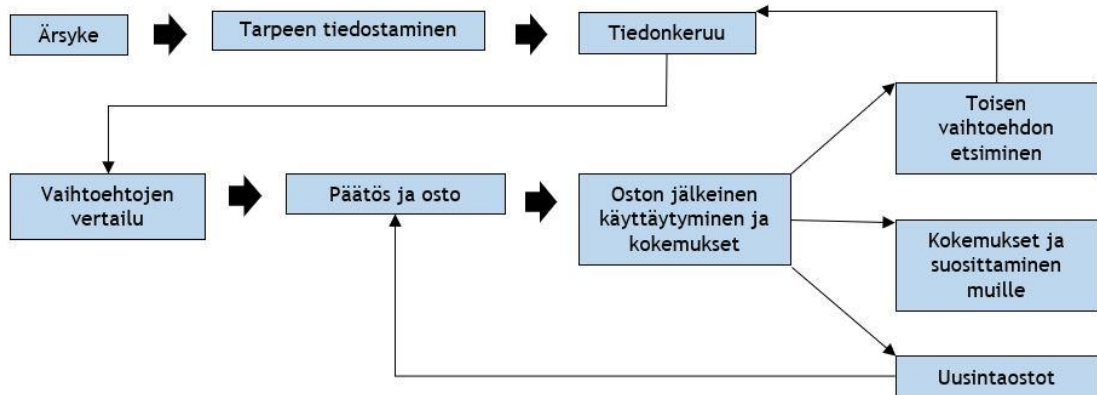 Ärsyke
Tarpeen tiedostaminen
Tiedonkeruu
Toisen
vaihtoehdon
etsiminen
Vaihtoehtojen
vertailu
Päätös ja osto
Oston jälkeinen
käyttäytyminen ja
kokemukset
Kokemukset ja
suosittaminen
muille
Uusintaostot